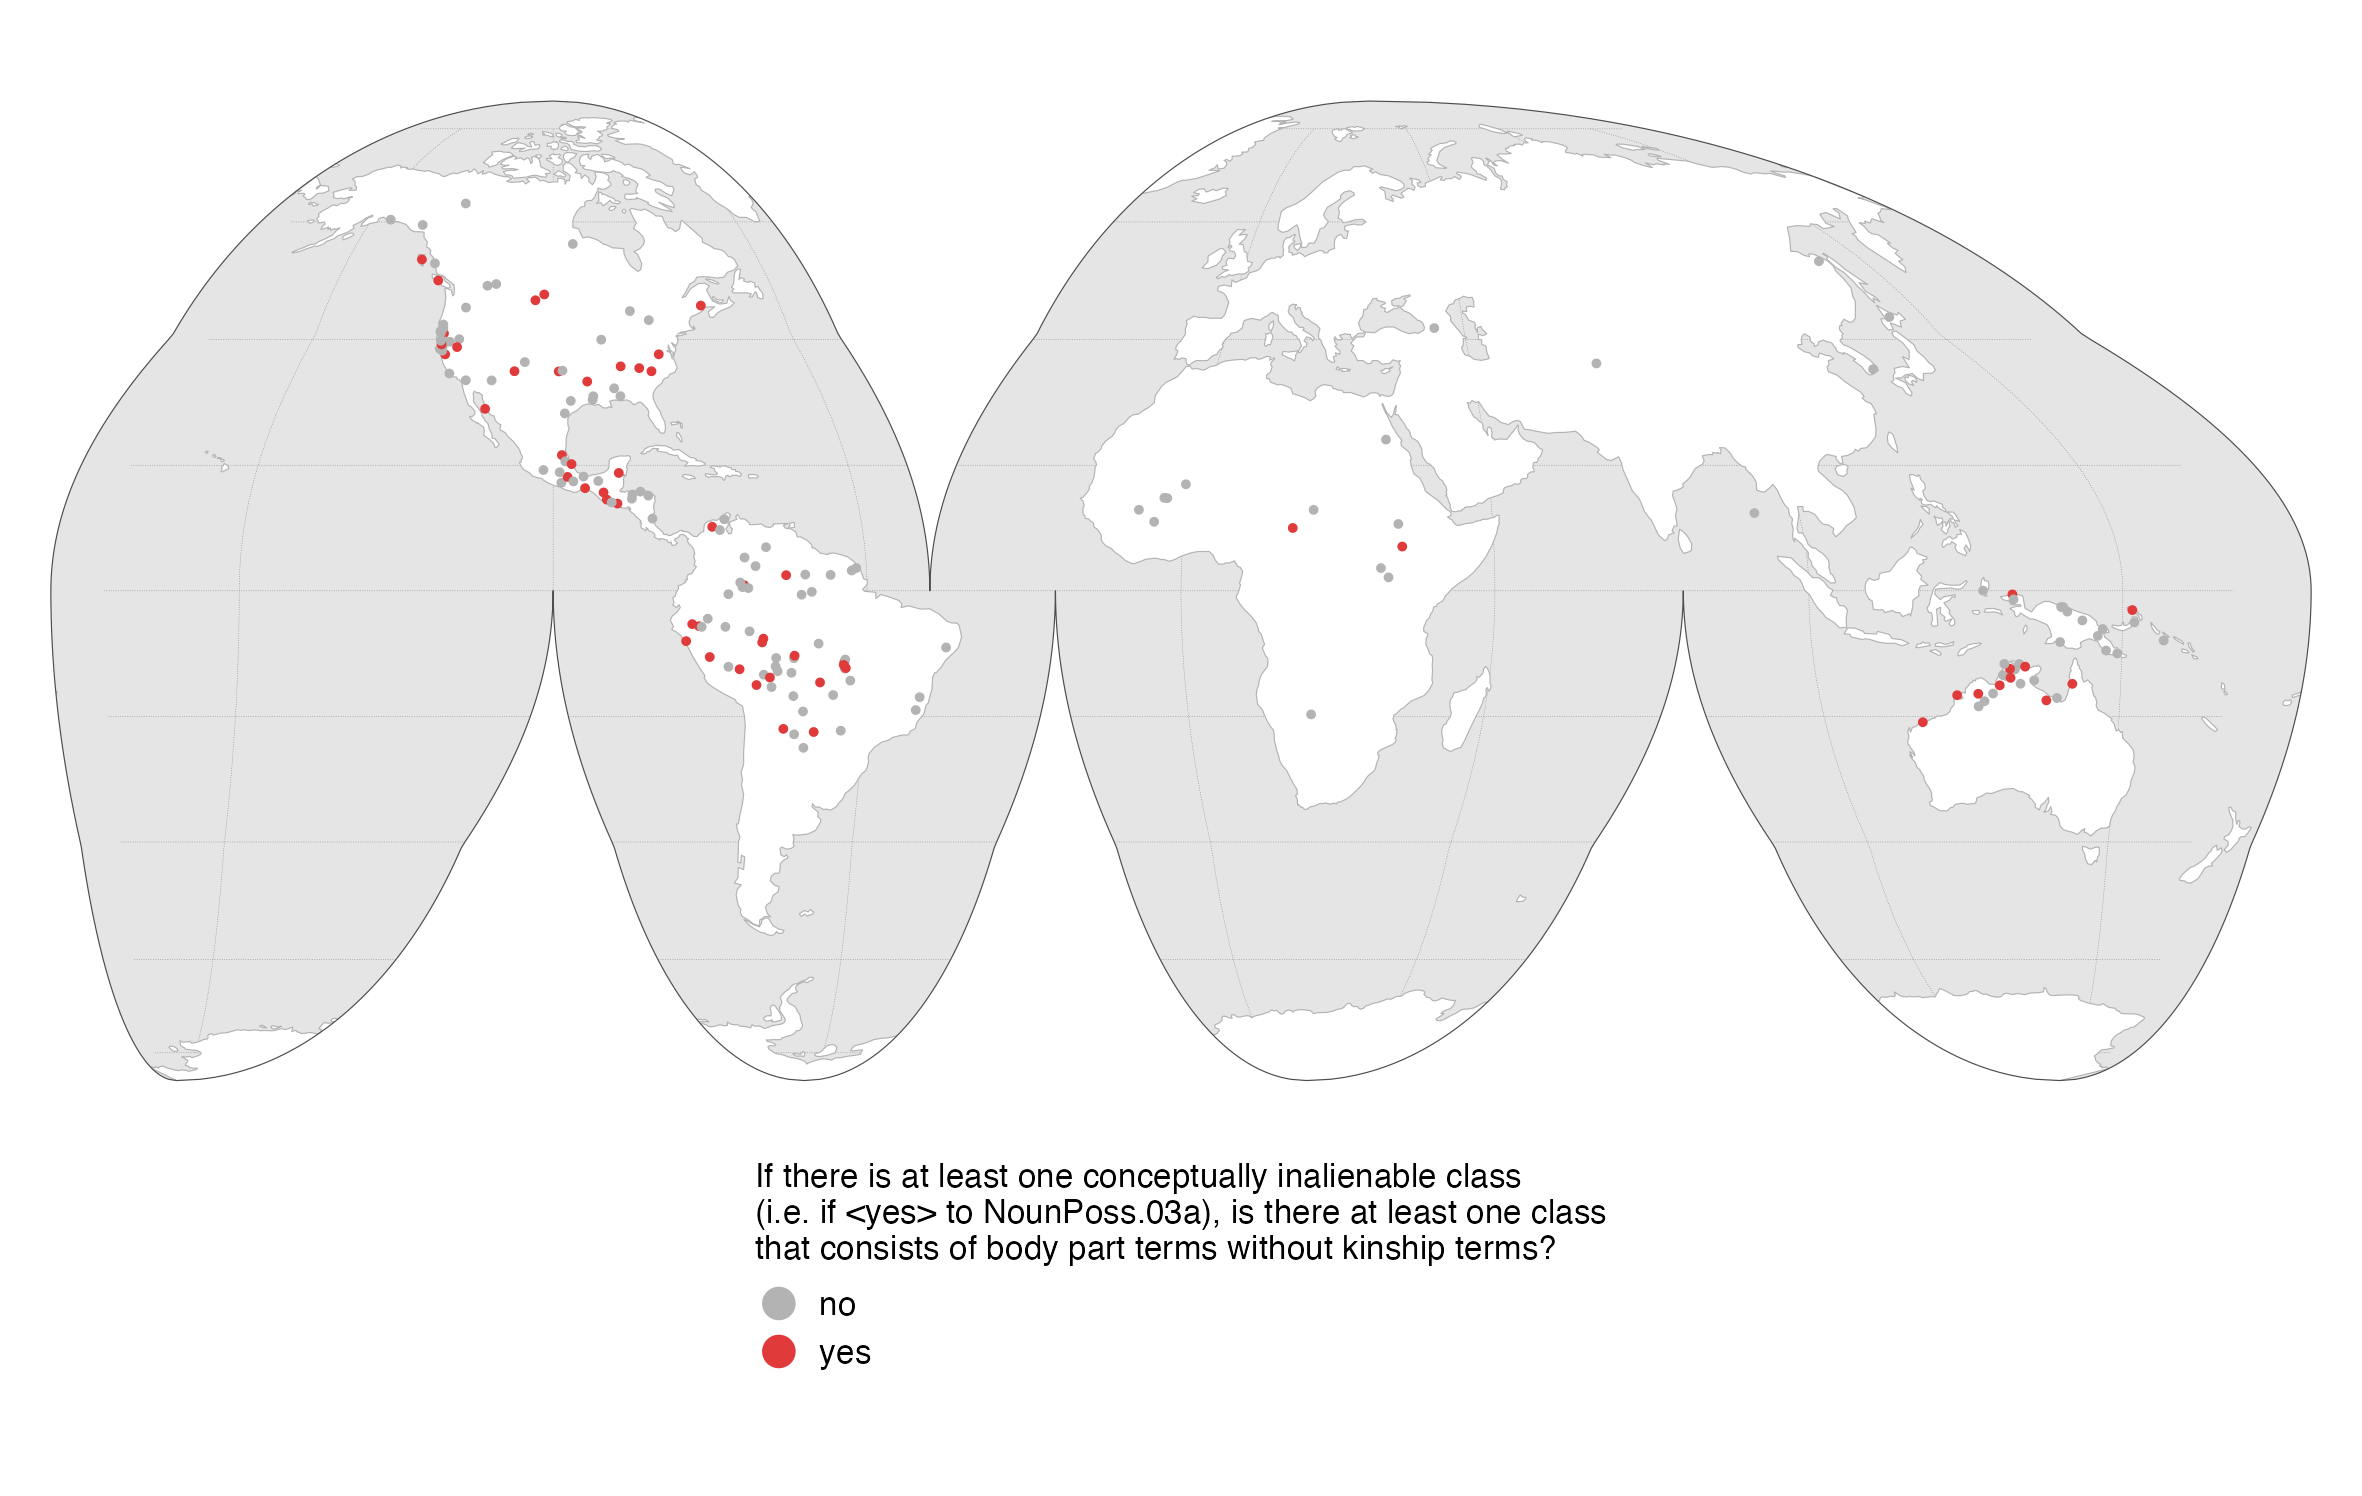 If there is at least one conceptually inalienable class
(i.e. if <yes> to NounPoss.03a), is there at least one class
that consists of body part terms without kinship terms?
no
yes